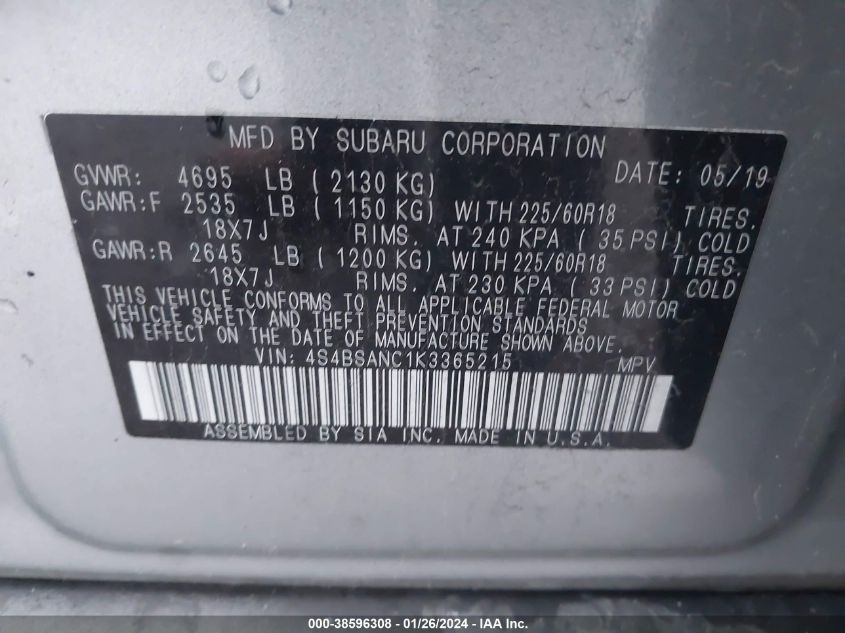 MFD BY SUBARU CORPORATION
GVWR: 4695 LB ( 2130 KG) DATE: 05/19
GAWR:F 2535 LB ( 1150 KG) WITH 225/60R18 TIRES.
18X7J RIMS. AT 240 KPA ( 35 PSI) COLD
GAWR:R 2645 LB ( 1200 KG) WITH 225/60R18 TIRES.
18X7J RIMS. AT 230 KPA ( 33 PSI) COLD
THIS VEHICLE CONFORMS TO ALL APPLICABLE FEDERAL MOTOR
VEHICLE SAFETY AND THEFT PREVENTION STANDARDS
IN EFFECT ON THE DATE OF MANUFACTURE SHOWN ABOVE.
VIN: 4S4BSANC1K3365215 MPV
ASSEMBLED BY SIA INC. MADE IN U.S.A.
000-38596308 - 01/26/2024 - IAAI.com